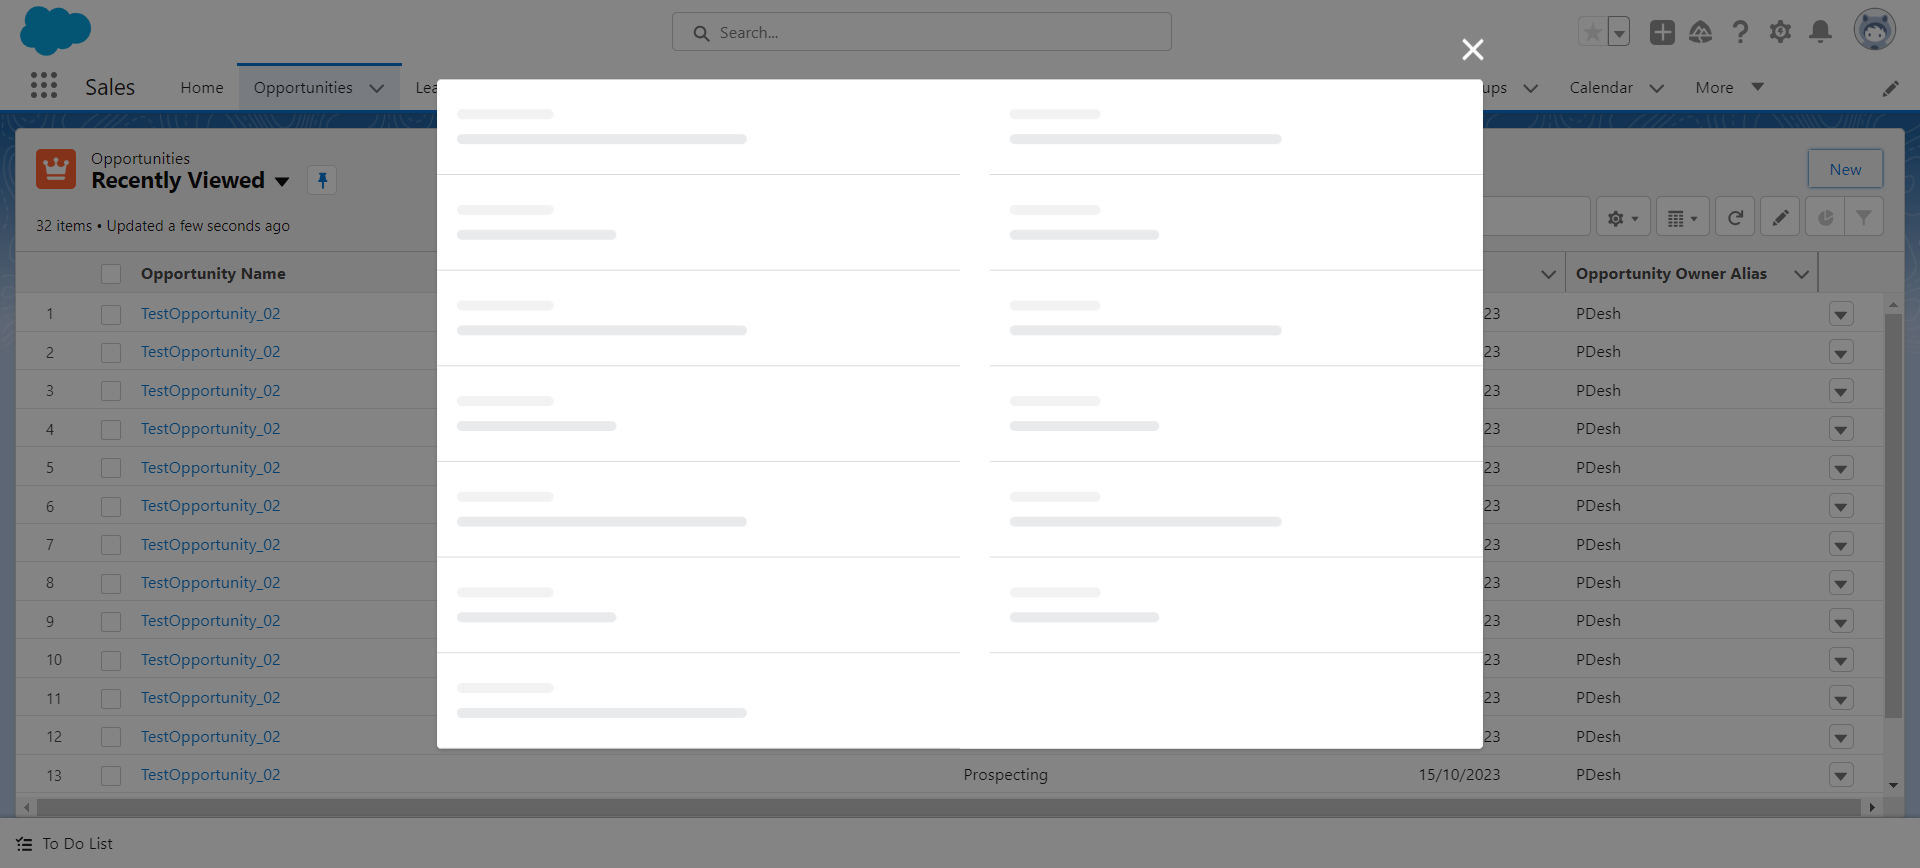 Search...
Sales Home Opportunities Lea ups Calendar More
Opportunities
Recently Viewed
New
32 items • Updated a few seconds ago
Opportunity Name Opportunity Owner Alias
1 TestOpportunity_02 23 PDesh
2 TestOpportunity_02 23 PDesh
3 TestOpportunity_02 23 PDesh
4 TestOpportunity_02 23 PDesh
5 TestOpportunity_02 23 PDesh
6 TestOpportunity_02 23 PDesh
7 TestOpportunity_02 23 PDesh
8 TestOpportunity_02 23 PDesh
9 TestOpportunity_02 23 PDesh
10 TestOpportunity_02 23 PDesh
11 TestOpportunity_02 23 PDesh
12 TestOpportunity_02 23 PDesh
13 TestOpportunity_02 Prospecting 15/10/2023 PDesh
To Do List